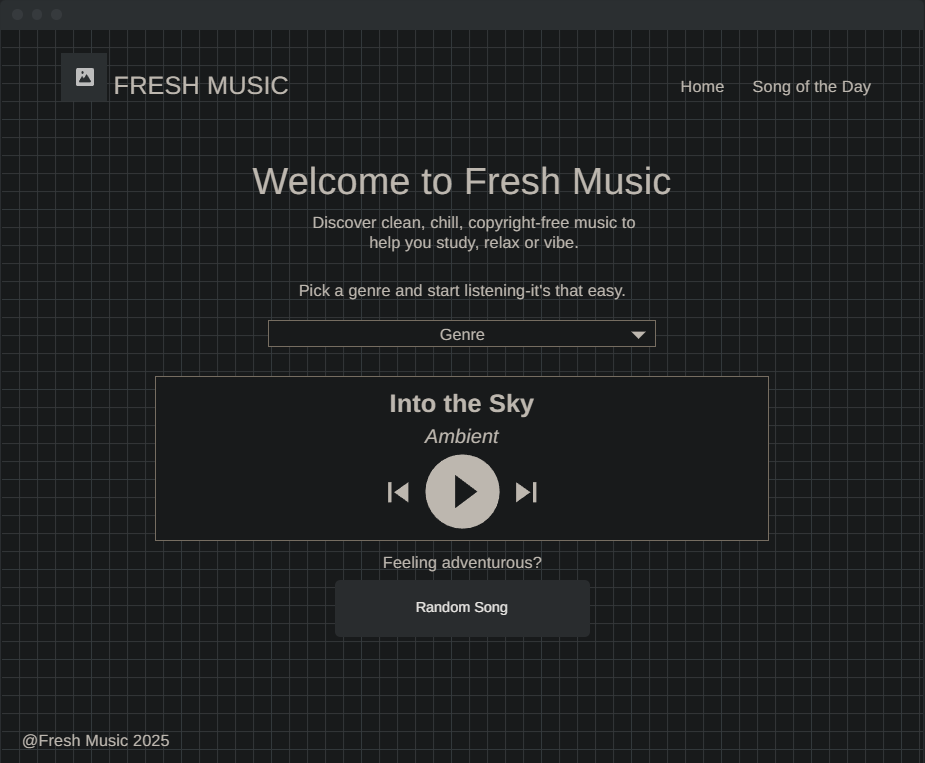 FRESH MUSIC
Home
Song of the Day
Welcome to Fresh Music
Discover clean, chill, copyright-free music to
help you study, relax or vibe.
Pick a genre and start listening-it's that easy.
Genre
Into the Sky
Ambient
Feeling adventurous?
Random Song
@Fresh Music 2025